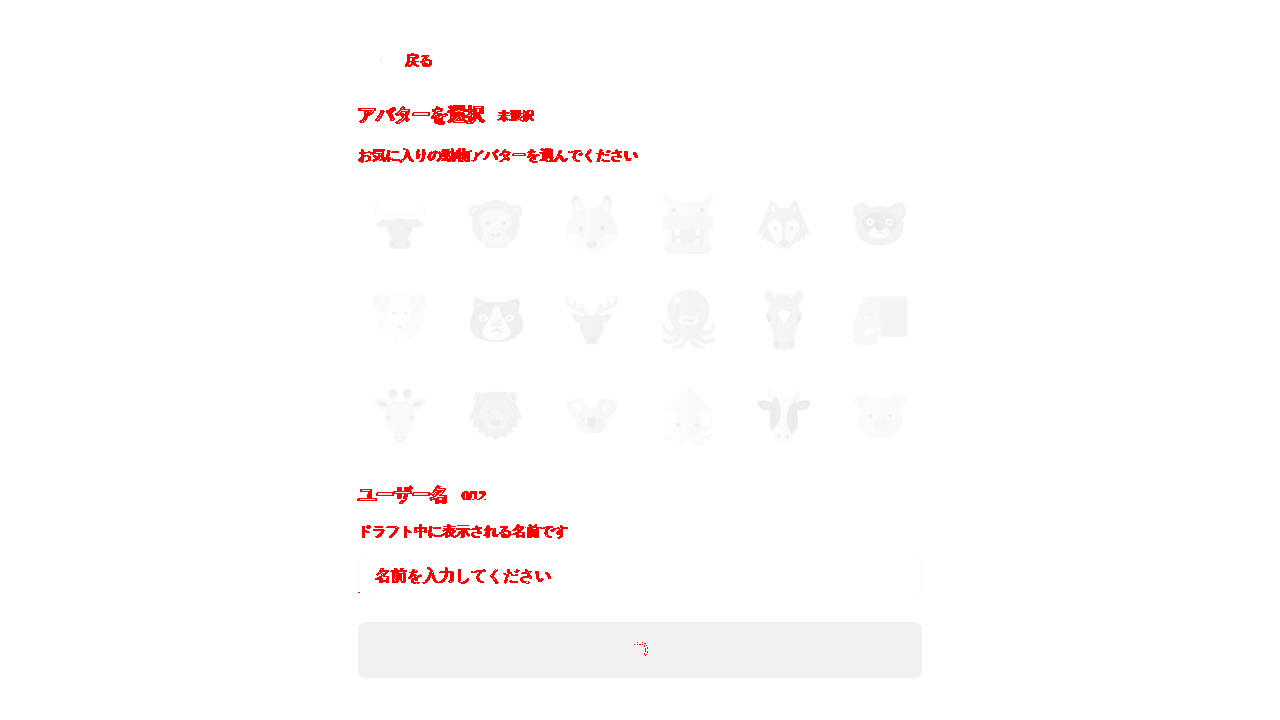 戻る
アバターを選択 未選択
お気に入りの動物アバターを選んでください
ユーザー名 0/12
ドラフト中に表示される名前です
名前を入力してください